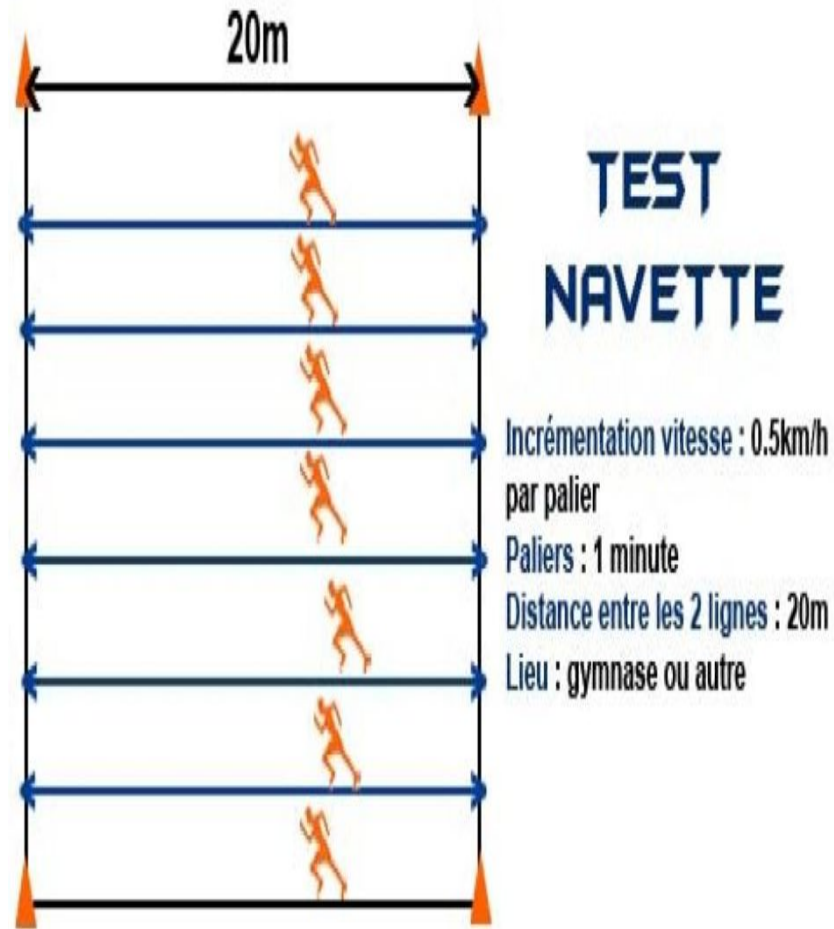 20m
TEST
NAVETTE
Incrémentation vitesse : 0.5km/h
par palier
Paliers : 1 minute
Distance entre les 2 lignes : 20m
Lieu : gymnase ou autre